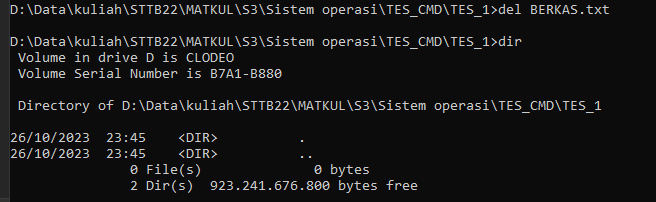 D:\Data\kuliah\STTB22\MATKUL\S3\Sistem operasi\TES_CMD\TES_1>del BERKAS.txt
D:\Data\kuliah\STTB22\MATKUL\S3\Sistem operasi\TES_CMD\TES_1>dir
Volume in drive D is CLODEO
Volume Serial Number is B7A1-B880
Directory of D:\Data\kuliah\STTB22\MATKUL\S3\Sistem operasi\TES_CMD\TES_1
26/10/2023  23:45    <DIR>          .
26/10/2023  23:45    <DIR>          ..
0 File(s)              0 bytes
2 Dir(s)  923.241.676.800 bytes free